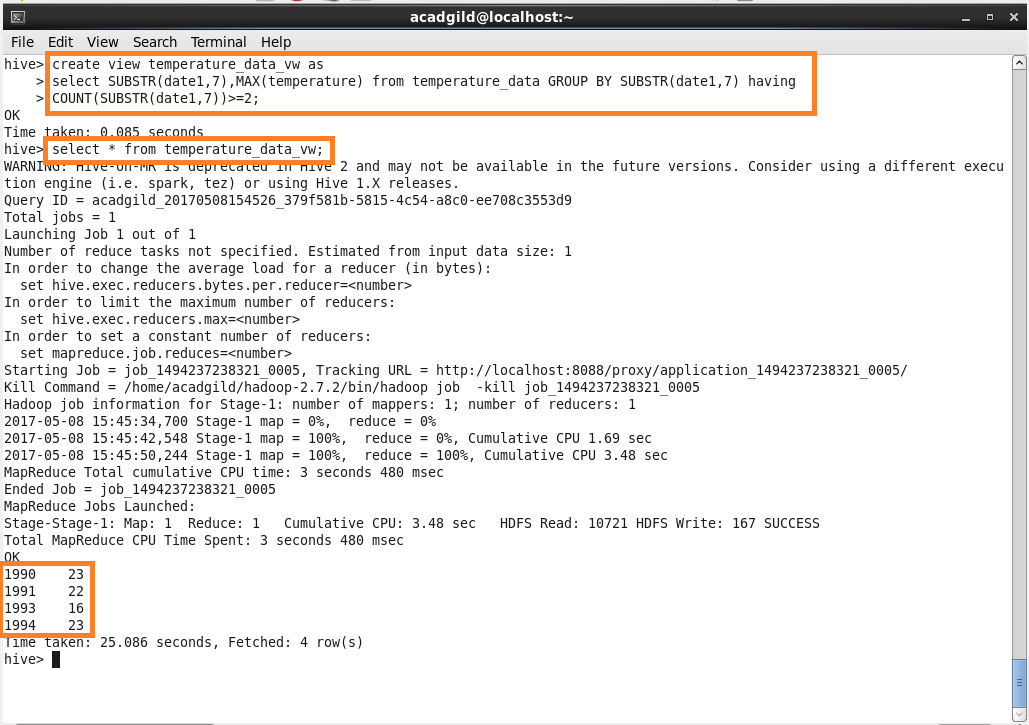 acadgild@localhost:~
File Edit View Search Terminal Help
hive> create view temperature_data_vw as
    > select SUBSTR(date1,7),MAX(temperature) from temperature_data GROUP BY SUBSTR(date1,7) having
    > COUNT(SUBSTR(date1,7))>=2;
OK
Time taken: 0.085 seconds
hive> select * from temperature_data_vw;
WARNING: Hive-on-MR is deprecated in Hive 2 and may not be available in the future versions. Consider using a different execu
tion engine (i.e. spark, tez) or using Hive 1.X releases.
Query ID = acadgild_20170508154526_379f581b-5815-4c54-a8c0-ee708c3553d9
Total jobs = 1
Launching Job 1 out of 1
Number of reduce tasks not specified. Estimated from input data size: 1
In order to change the average load for a reducer (in bytes):
  set hive.exec.reducers.bytes.per.reducer=<number>
In order to limit the maximum number of reducers:
  set hive.exec.reducers.max=<number>
In order to set a constant number of reducers:
  set mapreduce.job.reduces=<number>
Starting Job = job_1494237238321_0005, Tracking URL = http://localhost:8088/proxy/application_1494237238321_0005/
Kill Command = /home/acadgild/hadoop-2.7.2/bin/hadoop job  -kill job_1494237238321_0005
Hadoop job information for Stage-1: number of mappers: 1; number of reducers: 1
2017-05-08 15:45:34,700 Stage-1 map = 0%,  reduce = 0%
2017-05-08 15:45:42,548 Stage-1 map = 100%,  reduce = 0%, Cumulative CPU 1.69 sec
2017-05-08 15:45:50,244 Stage-1 map = 100%,  reduce = 100%, Cumulative CPU 3.48 sec
MapReduce Total cumulative CPU time: 3 seconds 480 msec
Ended Job = job_1494237238321_0005
MapReduce Jobs Launched:
Stage-Stage-1: Map: 1  Reduce: 1   Cumulative CPU: 3.48 sec   HDFS Read: 10721 HDFS Write: 167 SUCCESS
Total MapReduce CPU Time Spent: 3 seconds 480 msec
OK
1990    23
1991    22
1993    16
1994    23
Time taken: 25.086 seconds, Fetched: 4 row(s)
hive>